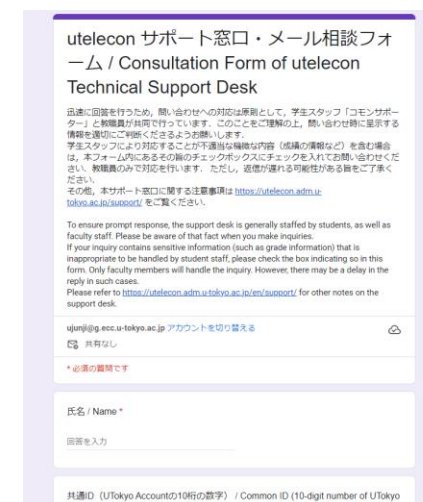 utelecon サポート窓口・メール相談フォ
ーム / Consultation Form of utelecon
Technical Support Desk
迅速に回答を行うため，問い合わせへの対応は原則として，学生スタッフ「コモンサポー
ター」と教職員が共同で行っています．このことをご理解の上，問い合わせ時に呈示する
情報を適切にご判断くださるようお願いします．
学生スタッフにより対応することが不適当な機微な内容（成績の情報など）を含む場合
は，本フォーム内にあるその旨のチェックボックスにチェックを入れてお問い合わせくだ
さい．教職員のみで対応を行います． ただし，返信が遅れる可能性がある旨をご了承く
ださい．
その他，本サポート窓口に関する注意事項は https://utelecon.adm.u-
tokyo.ac.jp/support/ をご覧ください．
To ensure prompt response, the support desk is generally staffed by students, as well as
faculty staff. Please be aware of that fact when you make inquiries.
If your inquiry contains sensitive information (such as grade information) that is
inappropriate to be handled by student staff, please check the box indicating so in this
form. Only faculty members will handle the inquiry. However, there may be a delay in the
reply in such cases.
Please refer to https://utelecon.adm.u-tokyo.ac.jp/en/support/ for other notes on the
support desk.
ujunji@g.ecc.u-tokyo.ac.jp アカウントを切り替える
共有なし
* 必須の質問です
氏名 / Name *
回答を入力
共通ID（UTokyo Accountの10桁の数字） / Common ID (10-digit number of UTokyo